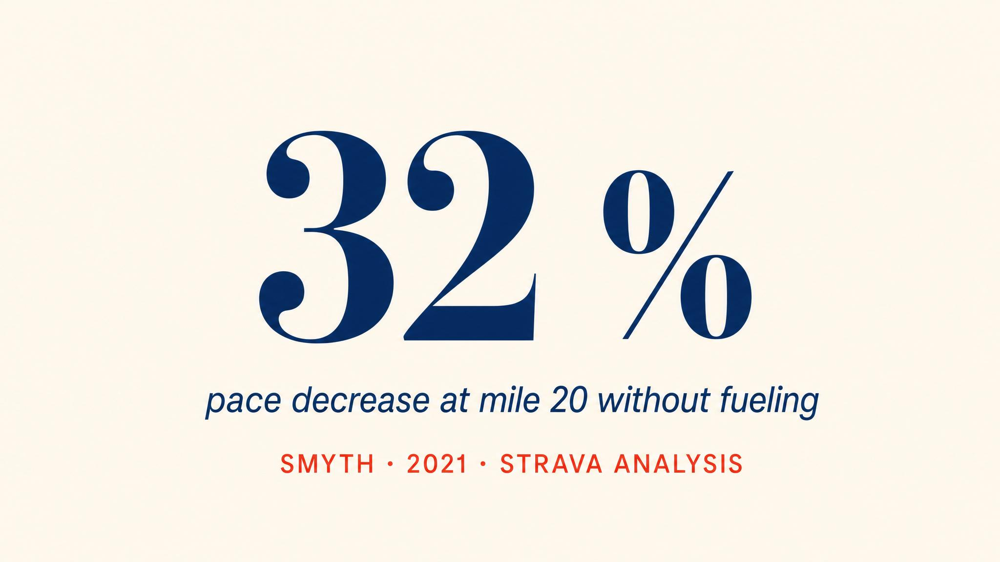 32 %
pace decrease at mile 20 without fueling
SMYTH · 2021 · STRAVA ANALYSIS